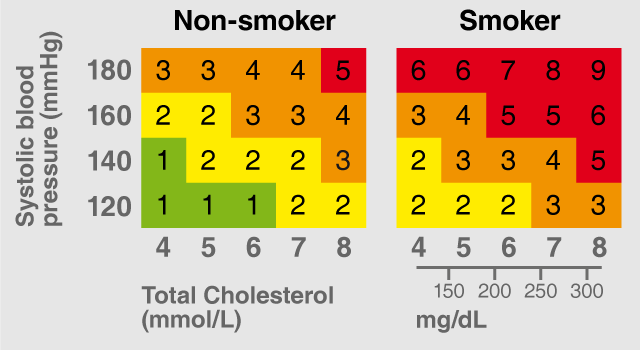 Non-smoker Smoker
Systolic blood
pressure (mmHg)
180 3 3 4 4 5 6 6 7 8 9
160 2 2 3 3 4 3 4 5 5 6
140 1 2 2 2 3 2 3 3 4 5
120 1 1 1 2 2 2 2 2 3 3
4 5 6 7 8 4 5 6 7 8
150 200 250 300
Total Cholesterol
(mmol/L)
mg/dL